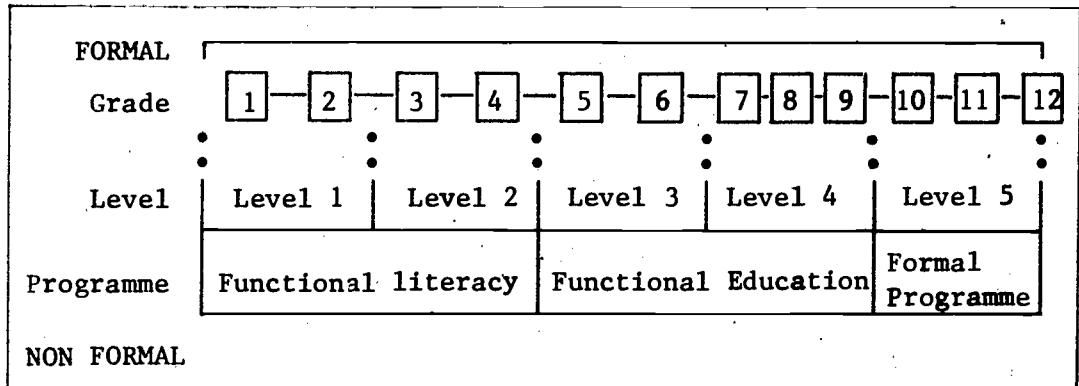 FORMAL
Grade 1 2 3 4 5 6 7 8 9 10 11 12
Level Level 1 Level 2 Level 3 Level 4 Level 5
Programme Functional literacy Functional Education Formal Programme
NON FORMAL